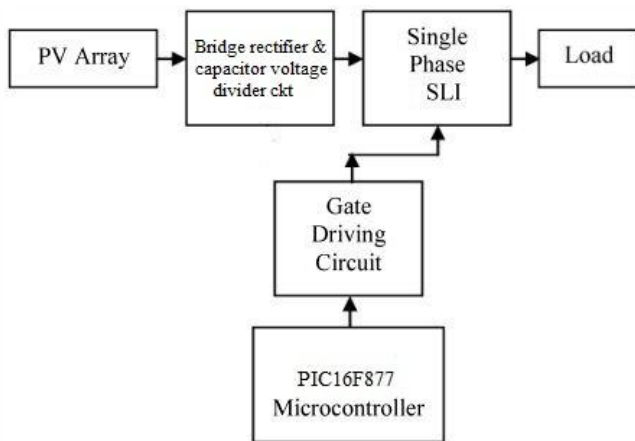 PV Array
Bridge rectifier &
capacitor voltage
divider ckt
Single
Phase
SLI
Load
Gate
Driving
Circuit
PIC16F877
Microcontroller